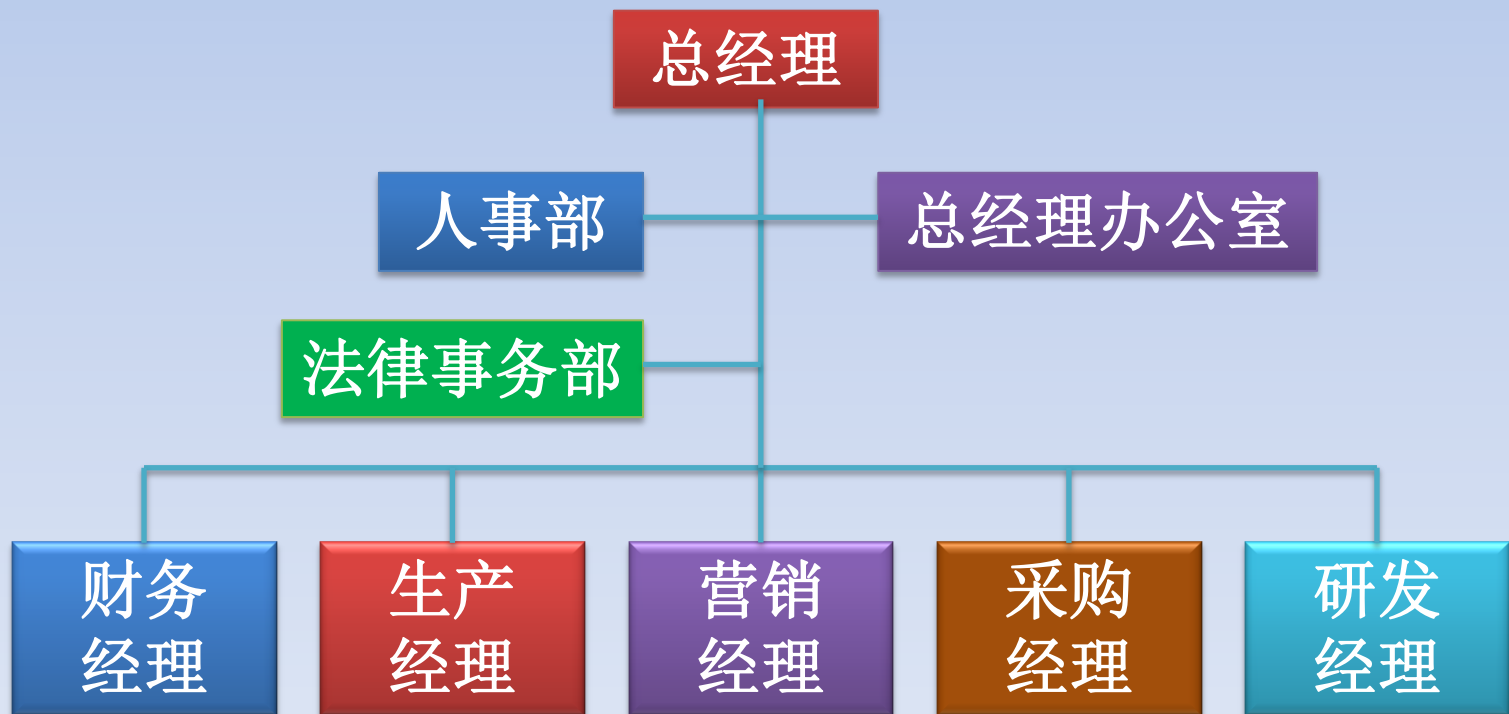 总经理
人事部
总经理办公室
法律事务部
财务
经理
生产
经理
营销
经理
采购
经理
研发
经理